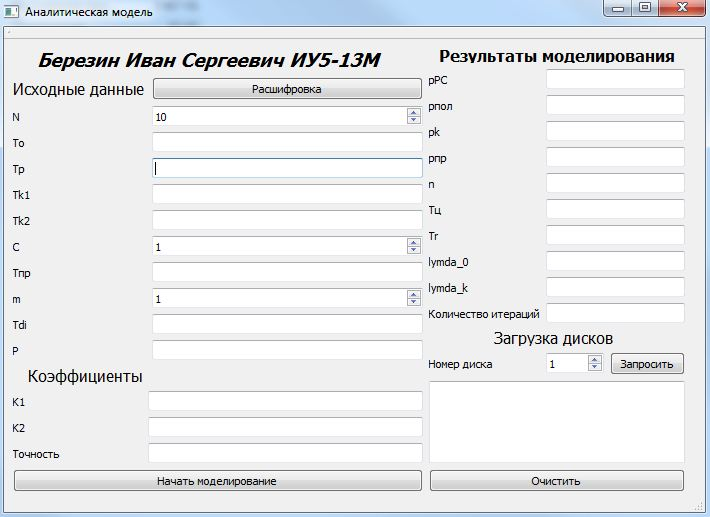 Аналитическая модель
Березин Иван Сергеевич ИУ5-13М
Исходные данные
Расшифровка
N
10
To
Tp
Tk1
Tk2
C
1
Tпр
m
1
Tdi
P
Коэффициенты
K1
K2
Точность
Начать моделирование
Результаты моделирования
pPC
pпол
pk
pпр
n
Tц
Tr
lymda_0
lymda_k
Количество итераций
Загрузка дисков
Номер диска
1
Запросить
Очистить